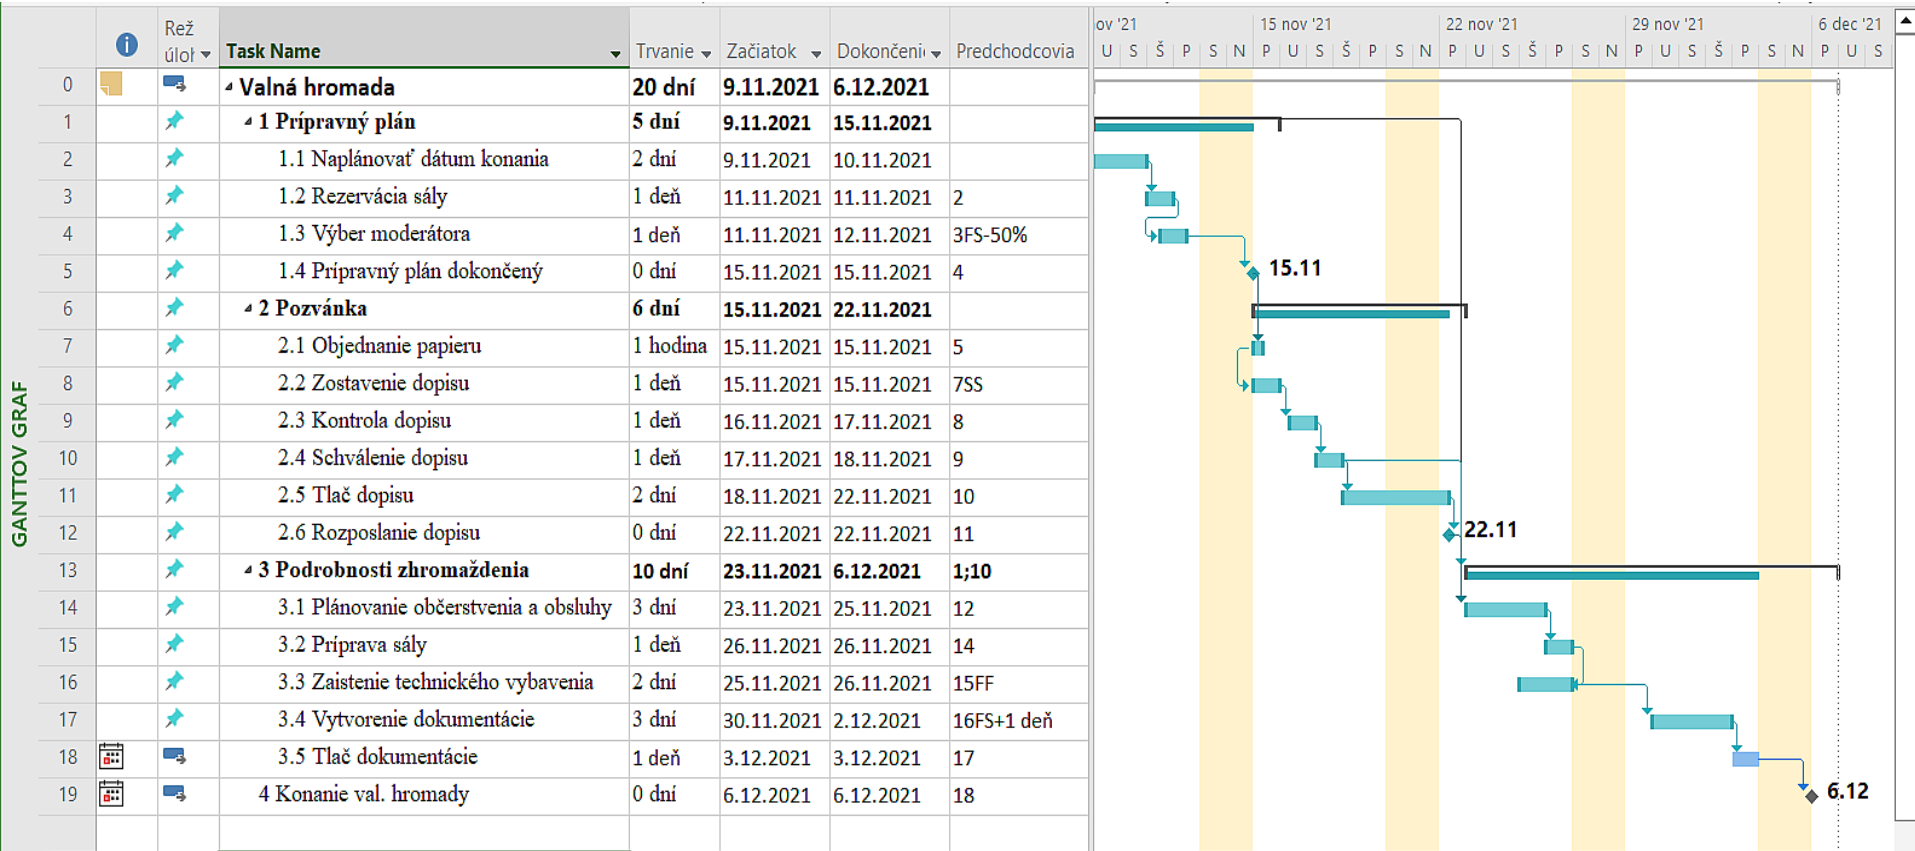 GANTTOV GRAF
Rež
úloh Task Name Trvanie Začiatok Dokončeni Predchodcovia
ov '21 15 nov '21 22 nov '21 29 nov '21 6 dec '21
U S Š P S N P U S Š P S N P U S Š P S N P U S Š P S N P U S
0 Valná hromada 20 dní 9.11.2021 6.12.2021
1 1 Prípravný plán 5 dní 9.11.2021 15.11.2021
2 1.1 Naplánovať dátum konania 2 dní 9.11.2021 10.11.2021
3 1.2 Rezervácia sály 1 deň 11.11.2021 11.11.2021 2
4 1.3 Výber moderátora 1 deň 11.11.2021 12.11.2021 3FS-50%
5 1.4 Prípravný plán dokončený 0 dní 15.11.2021 15.11.2021 4 15.11
6 2 Pozvánka 6 dní 15.11.2021 22.11.2021
7 2.1 Objednanie papieru 1 hodina 15.11.2021 15.11.2021 5
8 2.2 Zostavenie dopisu 1 deň 15.11.2021 15.11.2021 7SS
9 2.3 Kontrola dopisu 1 deň 16.11.2021 17.11.2021 8
10 2.4 Schválenie dopisu 1 deň 17.11.2021 18.11.2021 9
11 2.5 Tlač dopisu 2 dní 18.11.2021 22.11.2021 10
12 2.6 Rozposlanie dopisu 0 dní 22.11.2021 22.11.2021 11 22.11
13 3 Podrobnosti zhromaždenia 10 dní 23.11.2021 6.12.2021 1;10
14 3.1 Plánovanie občerstvenia a obsluhy 3 dní 23.11.2021 25.11.2021 12
15 3.2 Príprava sály 1 deň 26.11.2021 26.11.2021 14
16 3.3 Zaistenie technického vybavenia 2 dní 25.11.2021 26.11.2021 15FF
17 3.4 Vytvorenie dokumentácie 3 dní 30.11.2021 2.12.2021 16FS+1 deň
18 3.5 Tlač dokumentácie 1 deň 3.12.2021 3.12.2021 17
19 4 Konanie val. hromady 0 dní 6.12.2021 6.12.2021 18 6.12